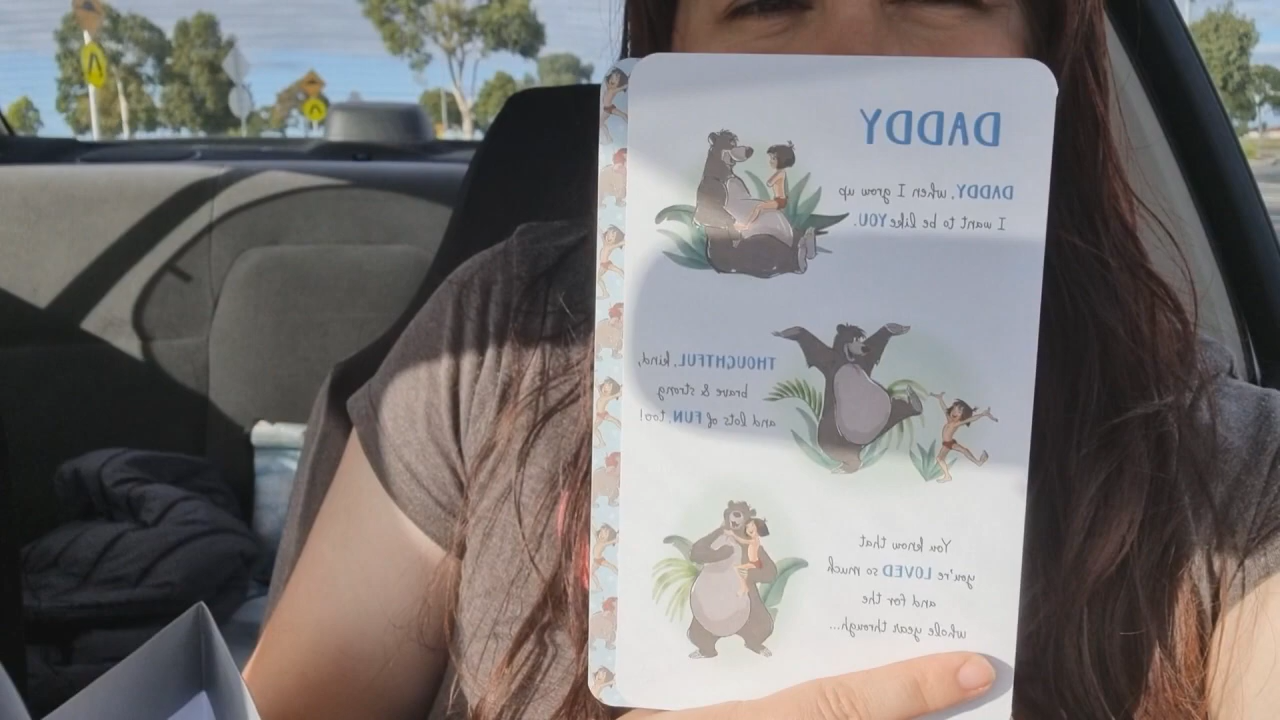 DADDY
DADDY, when I grow up
I want to be like YOU.
THOUGHTFUL, kind,
brave & strong
and lots of FUN, too!
You know that
you're LOVED so much
and for the
whole year through...